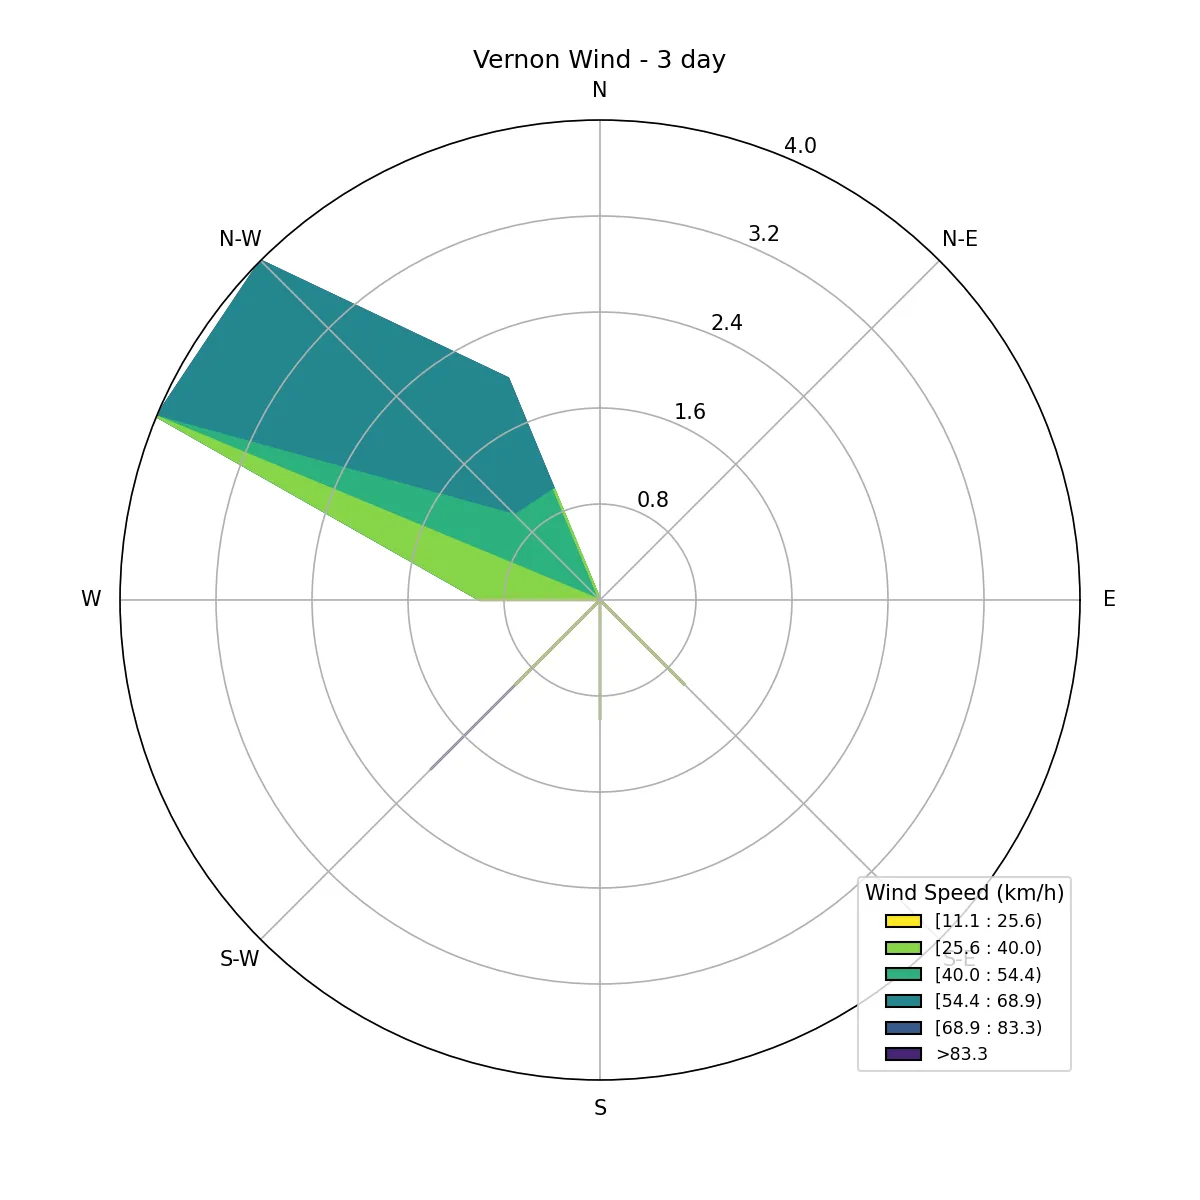 Vernon Wind - 3 day
N
4.0
N-W
N-E
3.2
2.4
1.6
0.8
W
E
S-W
S-E
S
Wind Speed (km/h)
[11.1 : 25.6)
[25.6 : 40.0)
[40.0 : 54.4)
[54.4 : 68.9)
[68.9 : 83.3)
>83.3